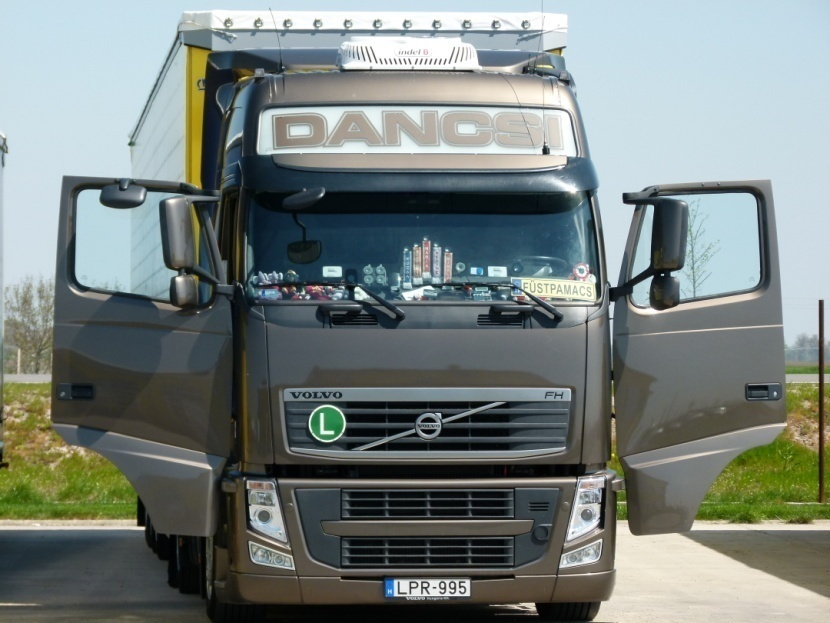 indel B
DANCSI
FÜSTPAMACS
VOLVO FH
L
VOLVO
H LPR-995